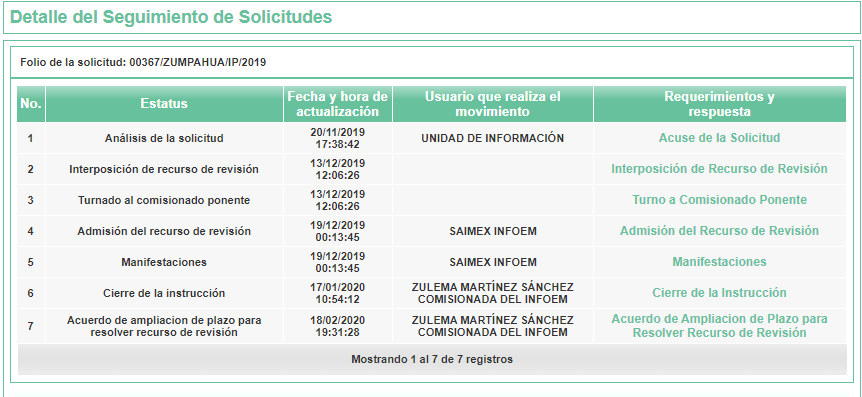 Detalle del Seguimiento de Solicitudes
Folio de la solicitud: 00367/ZUMPAHUA/IP/2019
No. Estatus Fecha y hora de actualización Usuario que realiza el movimiento Requerimientos y respuesta
1 Análisis de la solicitud 20/11/2019 17:38:42 UNIDAD DE INFORMACIÓN Acuse de la Solicitud
2 Interposición de recurso de revisión 13/12/2019 12:06:26 Interposición de Recurso de Revisión
3 Turnado al comisionado ponente 13/12/2019 12:06:26 Turno a Comisionado Ponente
4 Admisión del recurso de revisión 19/12/2019 00:13:45 SAIMEX INFOEM Admisión del Recurso de Revisión
5 Manifestaciones 19/12/2019 00:13:45 SAIMEX INFOEM Manifestaciones
6 Cierre de la instrucción 17/01/2020 10:54:12 ZULEMA MARTÍNEZ SÁNCHEZ COMISIONADA DEL INFOEM Cierre de la Instrucción
7 Acuerdo de ampliacion de plazo para resolver recurso de revisión 18/02/2020 19:31:28 ZULEMA MARTÍNEZ SÁNCHEZ COMISIONADA DEL INFOEM Acuerdo de Ampliacion de Plazo para Resolver Recurso de Revisión
Mostrando 1 al 7 de 7 registros